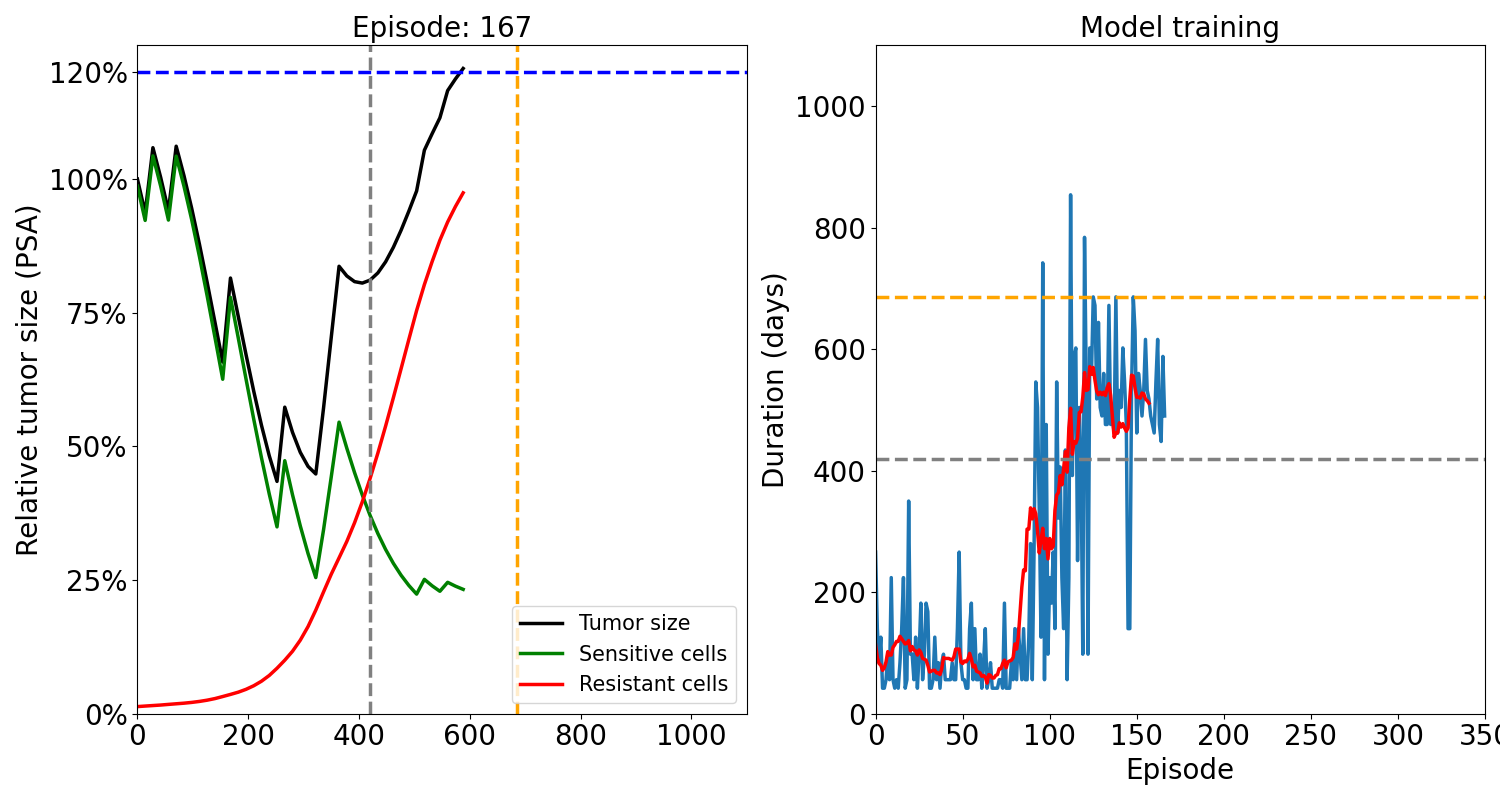 Episode: 167
Relative tumor size (PSA)
120%
100%
75%
50%
25%
0%
0 200 400 600 800 1000
Tumor size
Sensitive cells
Resistant cells
Model training
Duration (days)
1000
800
600
400
200
0
0 50 100 150 200 250 300 350
Episode